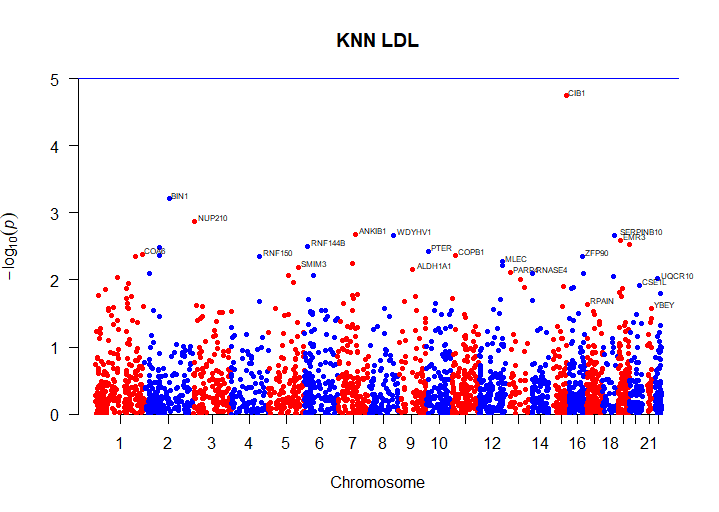 KNN LDL
5
CIB1
4
BIN1
3
NUP210
ANKIB1
WDYHV1
SERPINB10
EMR3
RNF144B
PTER
RNF150
COPB1
ZFP90
MLEC
SMIM3
ALDH1A1
RNASE4
UQCR10
CSE1L
2
RPAIN
YBEY
1
0
−log10(p)
1 2 3 4 5 6 7 8 9 10 12 14 16 18 21
Chromosome